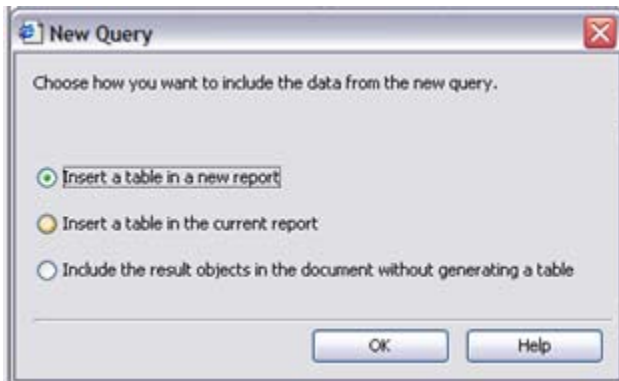 New Query
Choose how you want to include the data from the new query.
Insert a table in a new report
Insert a table in the current report
Include the result objects in the document without generating a table
OK Help